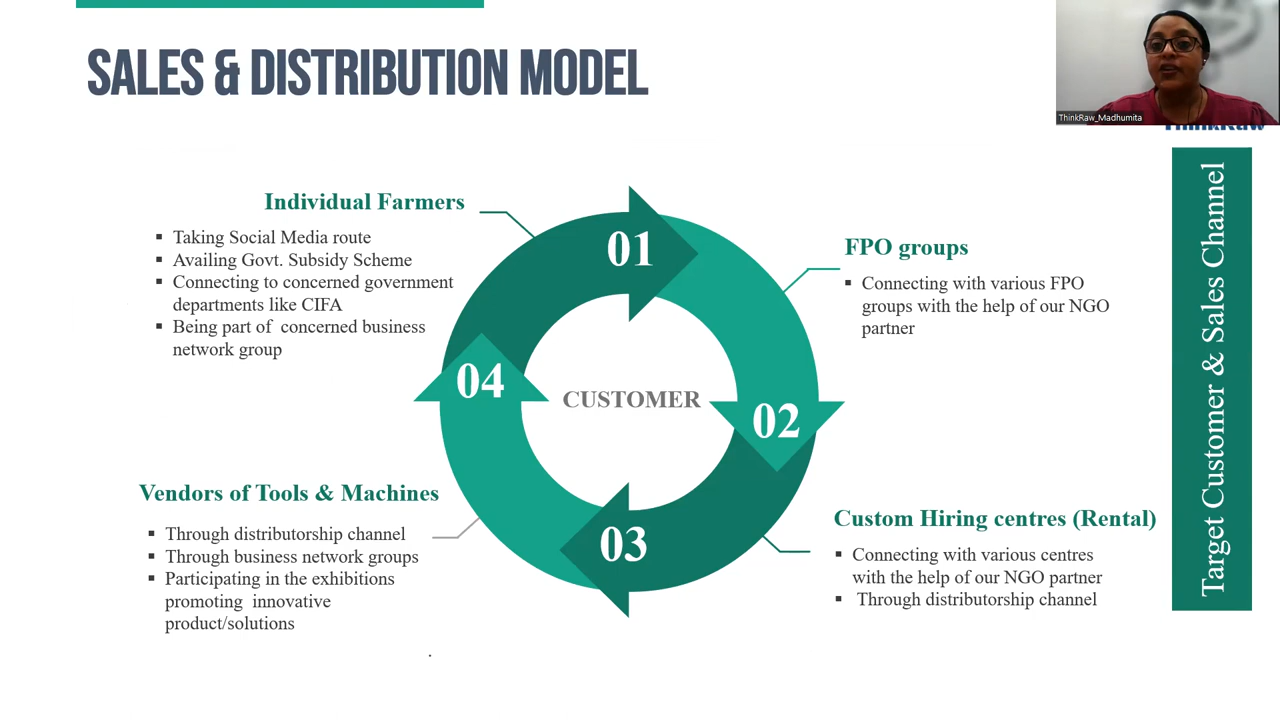 SALES & DISTRIBUTION MODEL
ThinkRaw_Madhumita
ThinkRaw
Individual Farmers
▪ Taking Social Media route
▪ Availing Govt. Subsidy Scheme
▪ Connecting to concerned government
departments like CIFA
▪ Being part of concerned business
network group
01
FPO groups
▪ Connecting with various FPO
groups with the help of our NGO
partner
04
CUSTOMER
02
Vendors of Tools & Machines
▪ Through distributorship channel
▪ Through business network groups
▪ Participating in the exhibitions
promoting innovative
product/solutions
03
Custom Hiring centres (Rental)
▪ Connecting with various centres
with the help of our NGO partner
▪ Through distributorship channel
.
Target Customer & Sales Channel